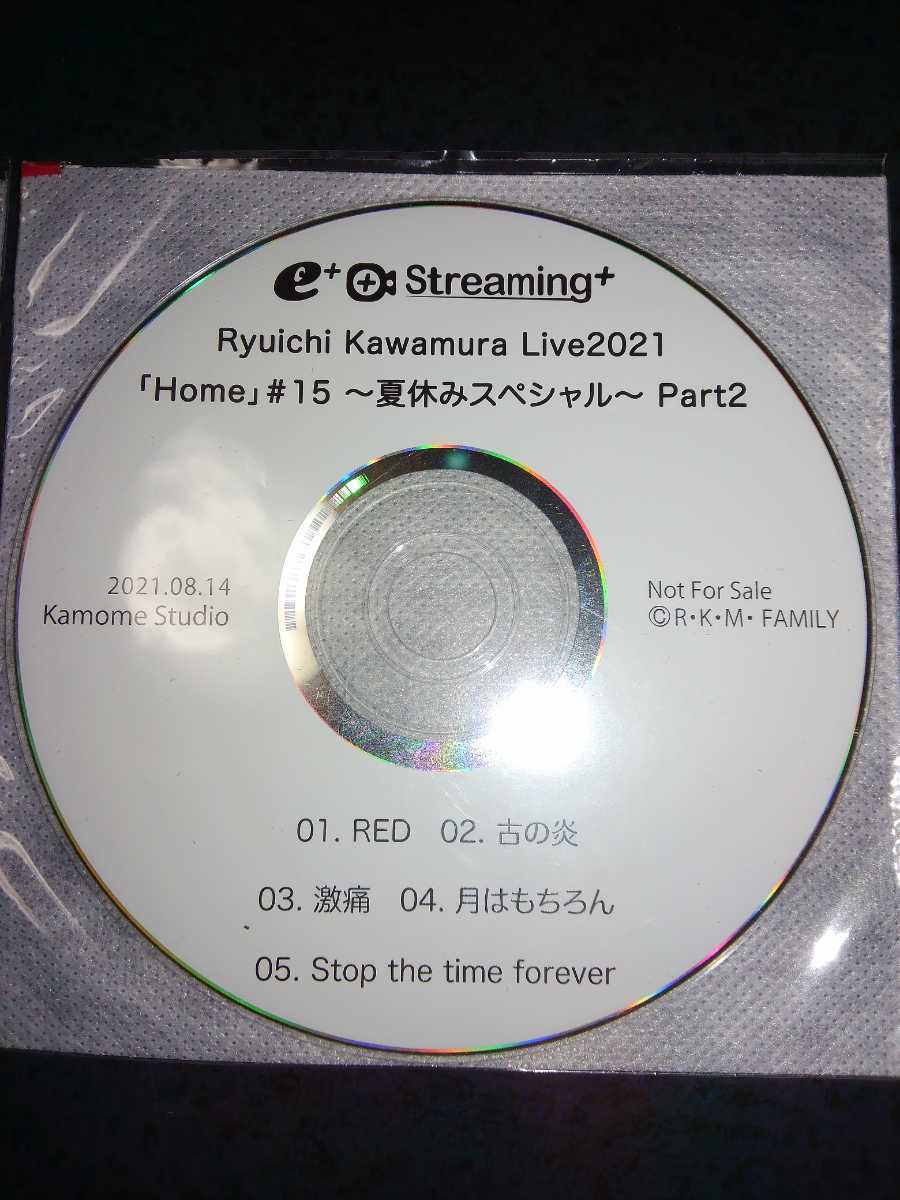 e+ Streaming+
Ryuichi Kawamura Live2021
「Home」#15 ～夏休みスペシャル～ Part2
2021.08.14
Kamome Studio
Not For Sale
©R・K・M・ FAMILY
01. RED 02. 古の炎
03. 激痛 04. 月はもちろん
05. Stop the time forever